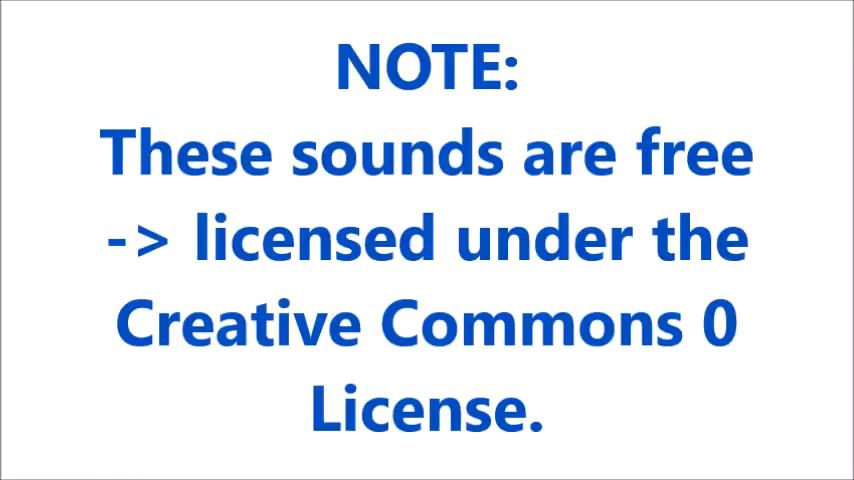 NOTE:
These sounds are free
-> licensed under the
Creative Commons 0
License.